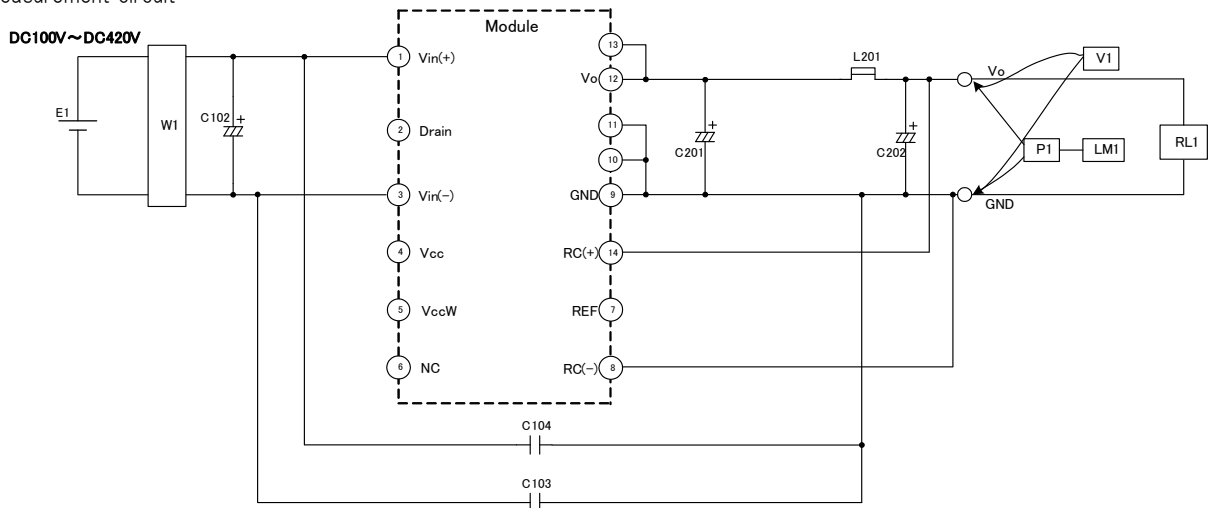 DC100V～DC420V
E1
W1
C102 +
Module
1 Vin(+)
2 Drain
3 Vin(-)
4 Vcc
5 VccW
6 NC
13
Vo 12
11
10
GND 9
RC(+) 14
REF 7
RC(-) 8
+
C201
L201
+
C202
Vo
GND
V1
P1
LM1
RL1
C104
C103